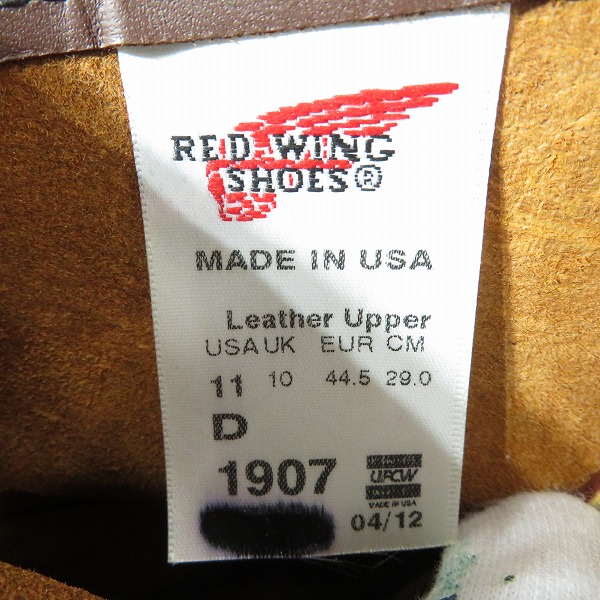 RED WING
SHOES®
MADE IN USA
Leather Upper
USA UK EUR CM
11 10 44.5 29.0
D
1907
UFCW
MADE IN USA
04/12